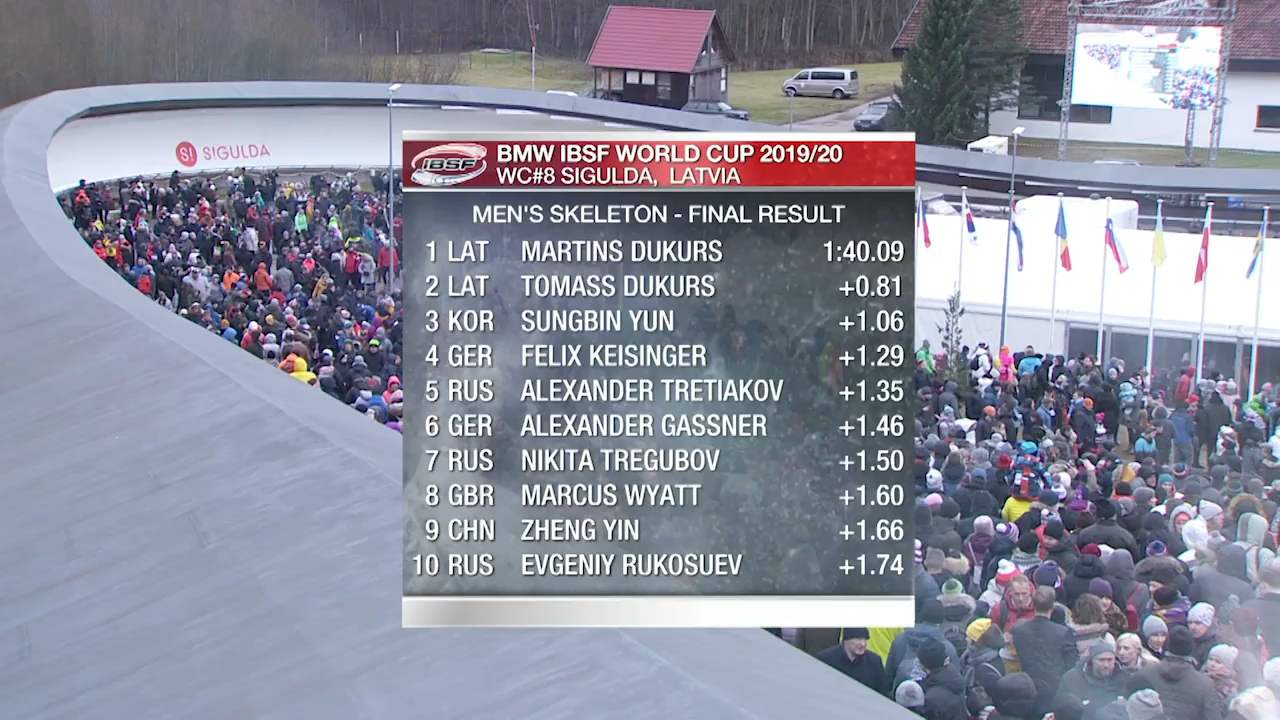 S! S!GULDA
IBSF
BMW IBSF WORLD CUP 2019/20
WC#8 SIGULDA, LATVIA
MEN'S SKELETON - FINAL RESULT
1 LAT MARTINS DUKURS 1:40.09
2 LAT TOMASS DUKURS +0.81
3 KOR SUNGBIN YUN +1.06
4 GER FELIX KEISINGER +1.29
5 RUS ALEXANDER TRETIAKOV +1.35
6 GER ALEXANDER GASSNER +1.46
7 RUS NIKITA TREGUBOV +1.50
8 GBR MARCUS WYATT +1.60
9 CHN ZHENG YIN +1.66
10 RUS EVGENIY RUKOSUEV +1.74